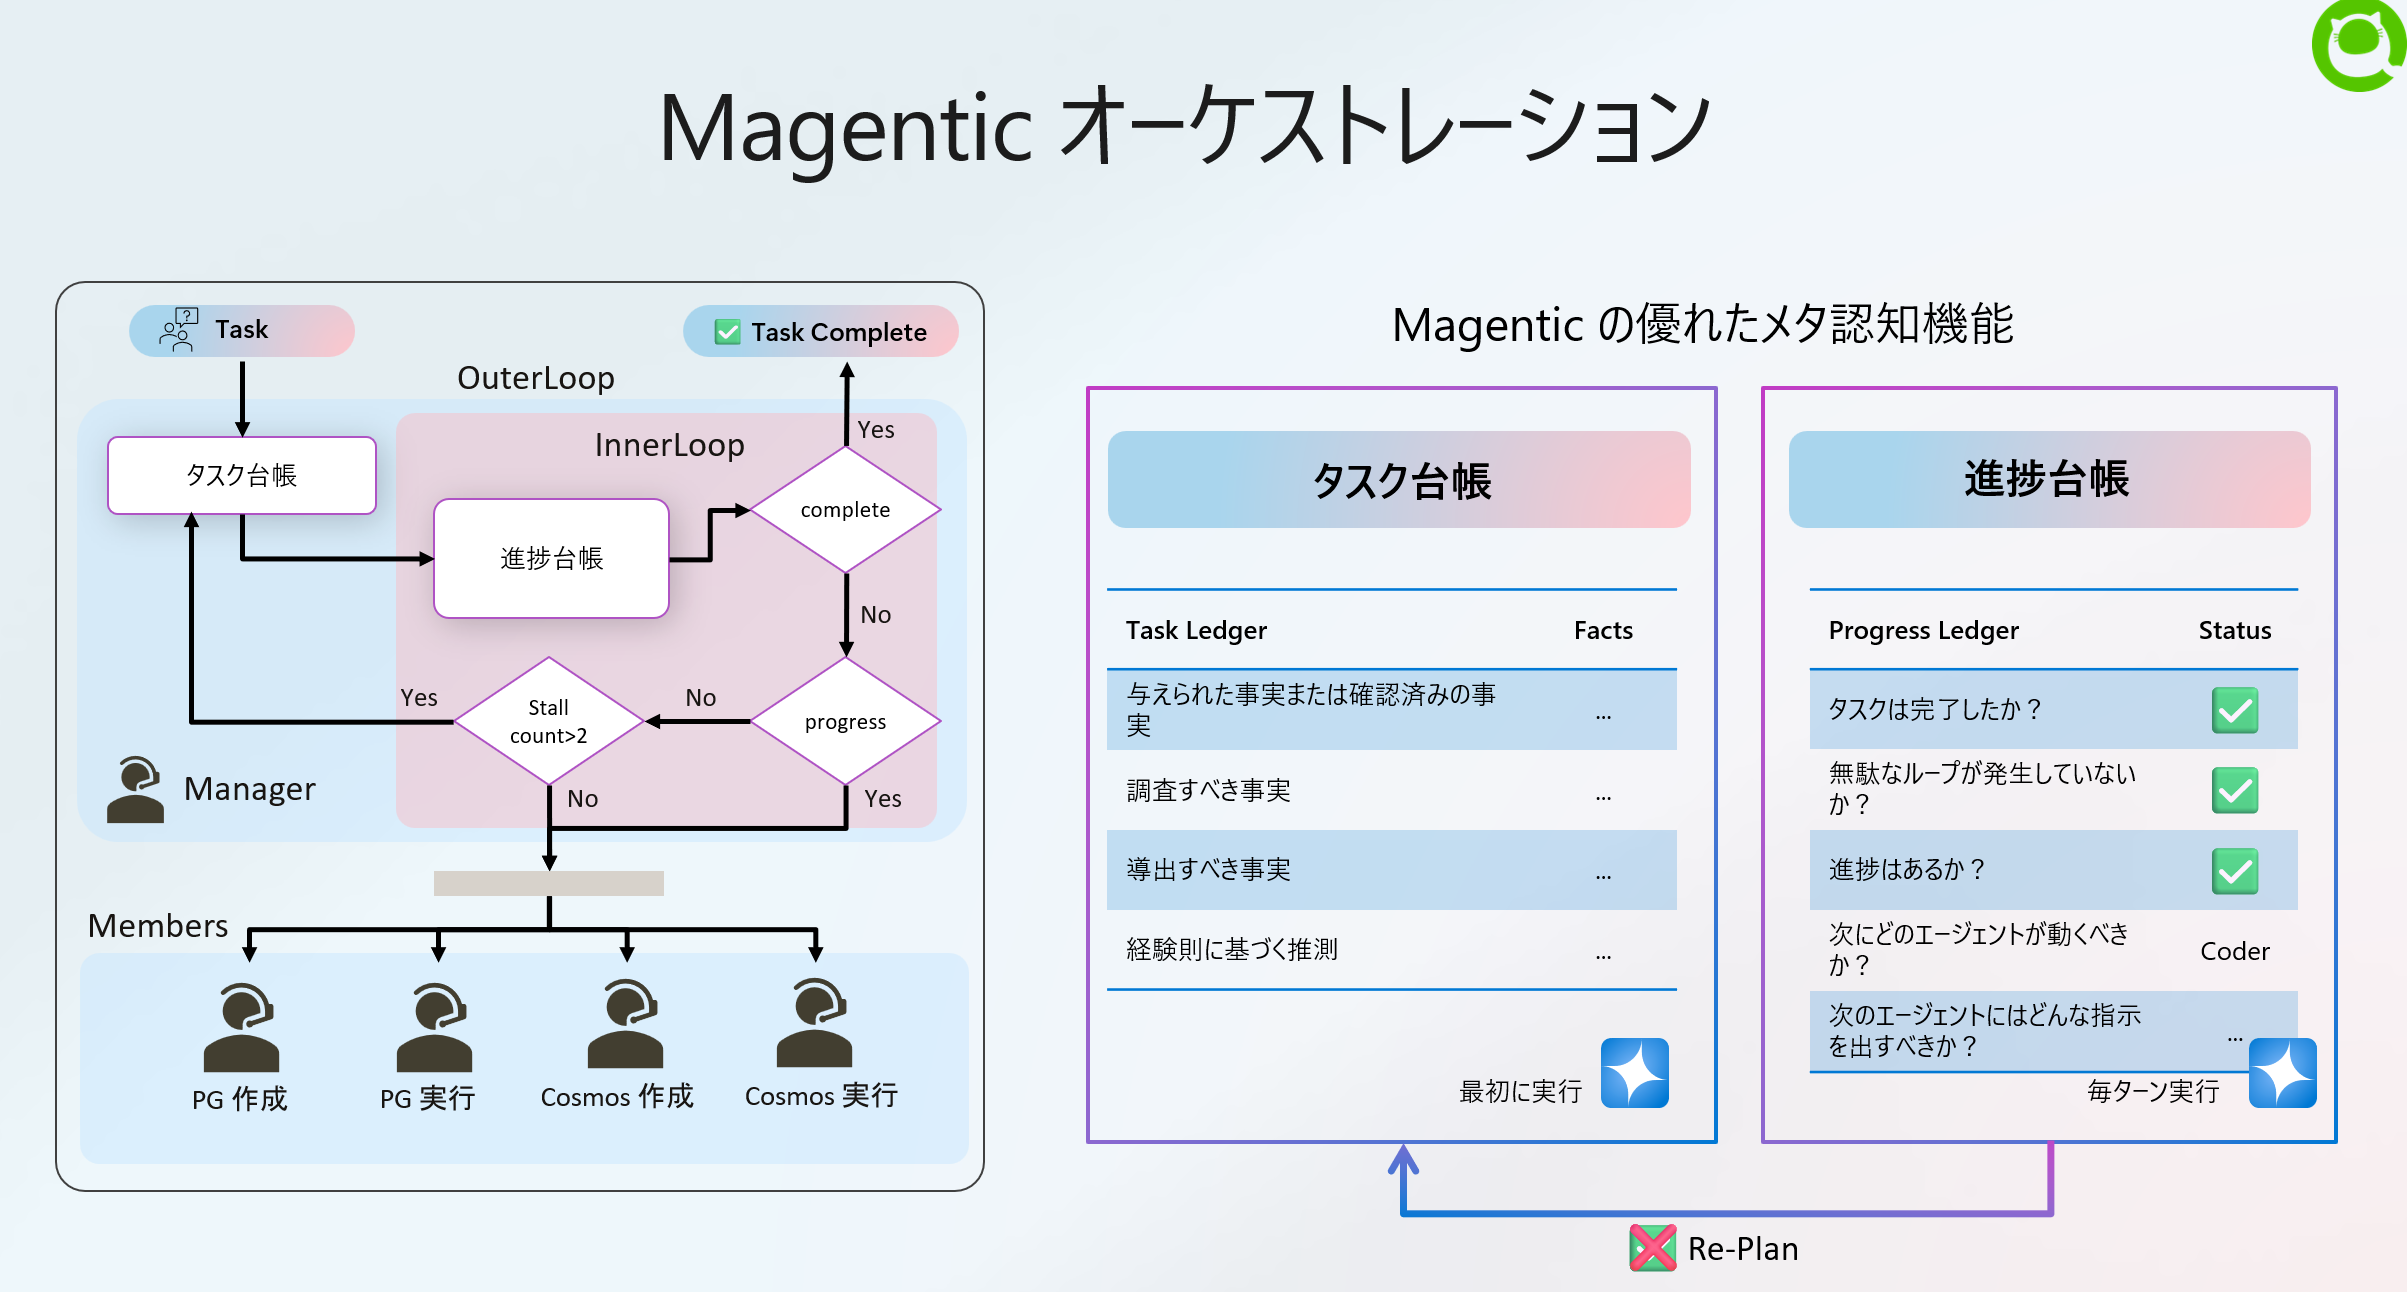 Magentic オーケストレーション
Task
Task Complete
OuterLoop
InnerLoop
Yes
タスク台帳
complete
進捗台帳
No
Yes
No
Stall
count>2
progress
Manager
No
Yes
Members
PG 作成
PG 実行
Cosmos 作成
Cosmos 実行
Magentic の優れたメタ認知機能
タスク台帳
Task Ledger Facts
与えられた事実または確認済みの事
実
...
調査すべき事実 ...
導出すべき事実 ...
経験則に基づく推測 ...
最初に実行
進捗台帳
Progress Ledger Status
タスクは完了したか？
無駄なループが発生していない
か？
進捗はあるか？
次にどのエージェントが動くべき
か？
Coder
次のエージェントにはどんな指示
を出すべきか？
...
毎ターン実行
Re-Plan